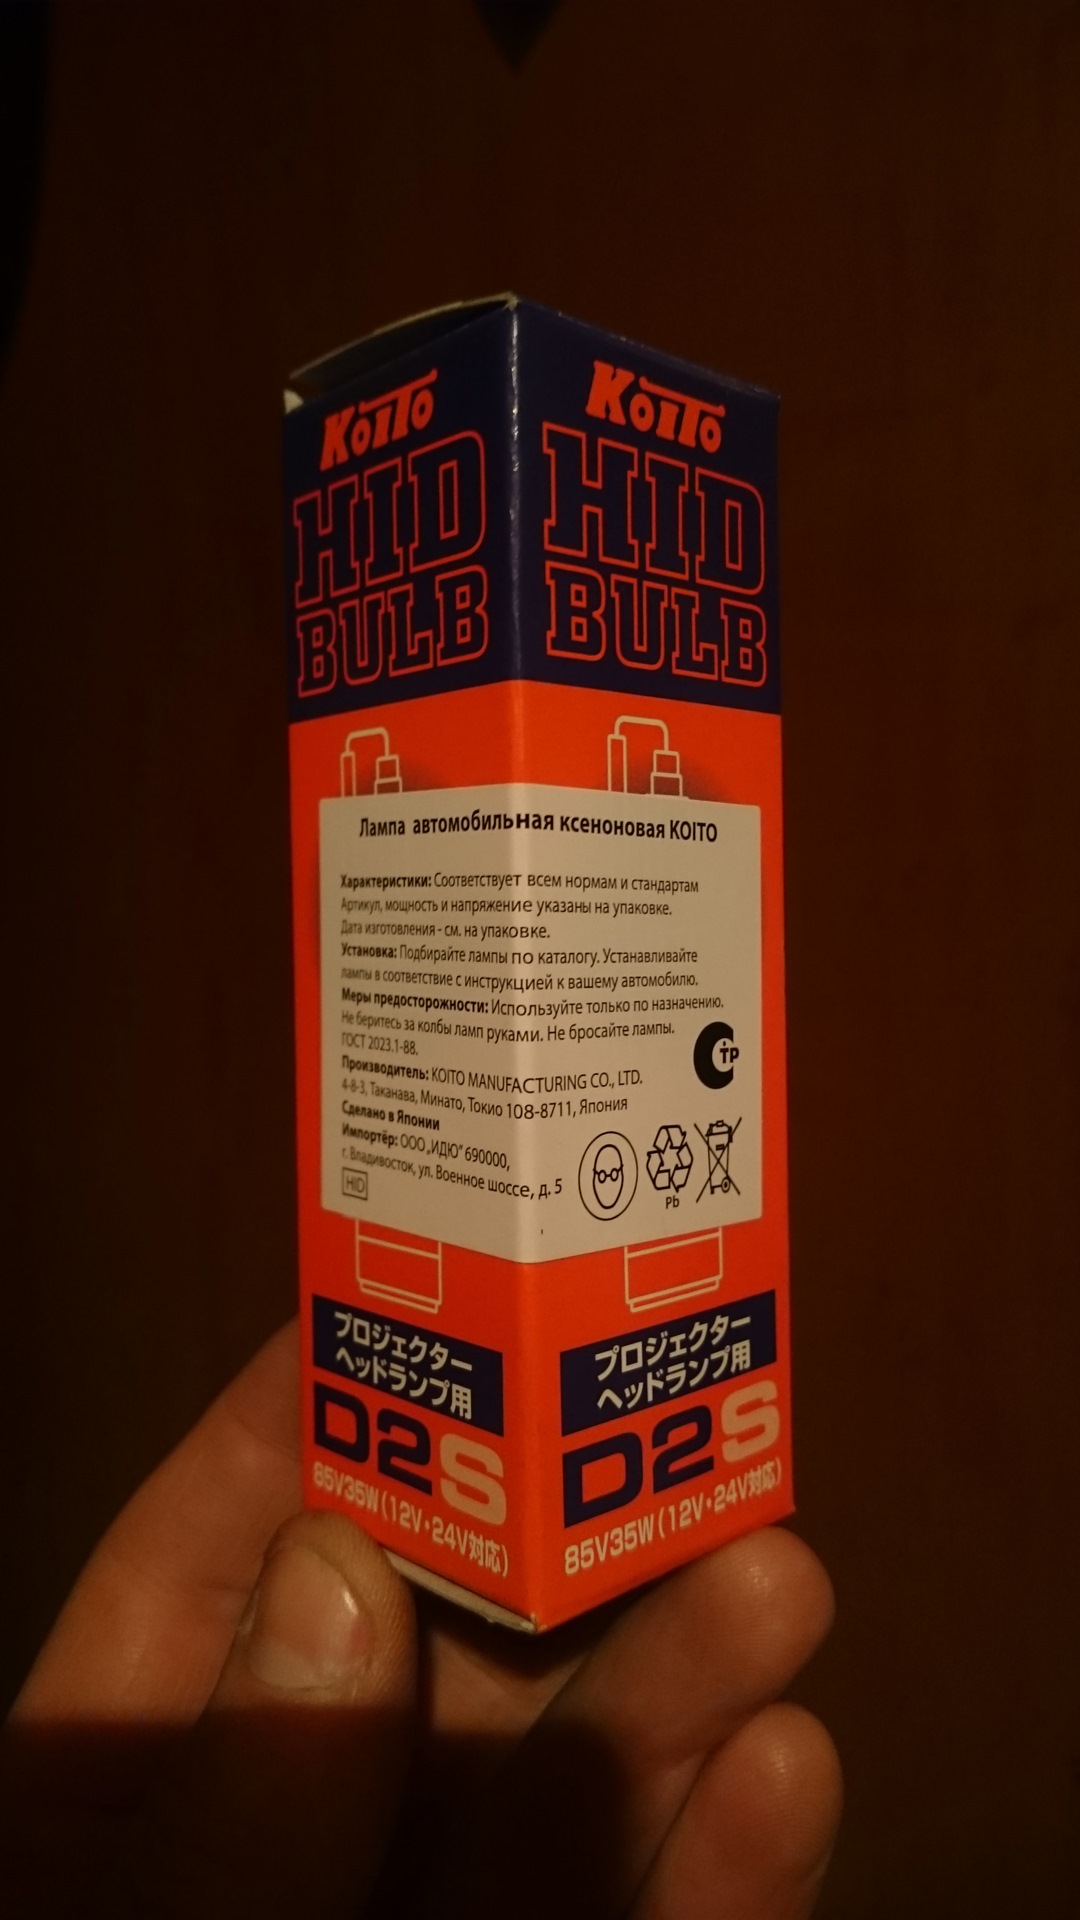 KOITO
HID
BULB
KOITO
HID
BULB
Лампа автомобильная ксеноновая KOITO
Характеристики: Соответствует всем нормам и стандартам
Артикул, мощность и напряжение указаны на упаковке.
Дата изготовления - см. на упаковке.
Установка: Подбирайте лампы по каталогу. Устанавливайте
лампы в соответствие с инструкцией к вашему автомобилю.
Меры предосторожности: Используйте только по назначению.
Не беритесь за колбы ламп руками. Не бросайте лампы.
ГОСТ 2023.1-88.
Производитель: KOITO MANUFACTURING CO., LTD.
4-8-3, Таканава, Минато, Токио 108-8711, Япония
Сделано в Японии
Импортёр: ООО „ИДЮ" 690000,
г. Владивосток, ул. Военное шоссе, д. 5
HID
ТР
Pb
プロジェクター
ヘッドランプ用
D2S
85V35W(12V・24V対応)
プロジェクター
ヘッドランプ用
D2S
85V35W(12V・24V対応)